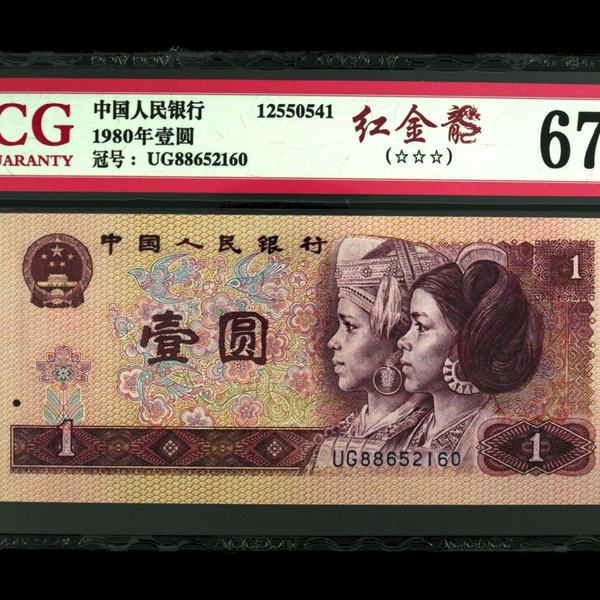 CG
UARANTY
中国人民银行
12550541
1980年壹圆
冠号: UG88652160
红金龍
(☆☆☆)
67
中国人民银行
1
壹圆
1
1
UG88652160